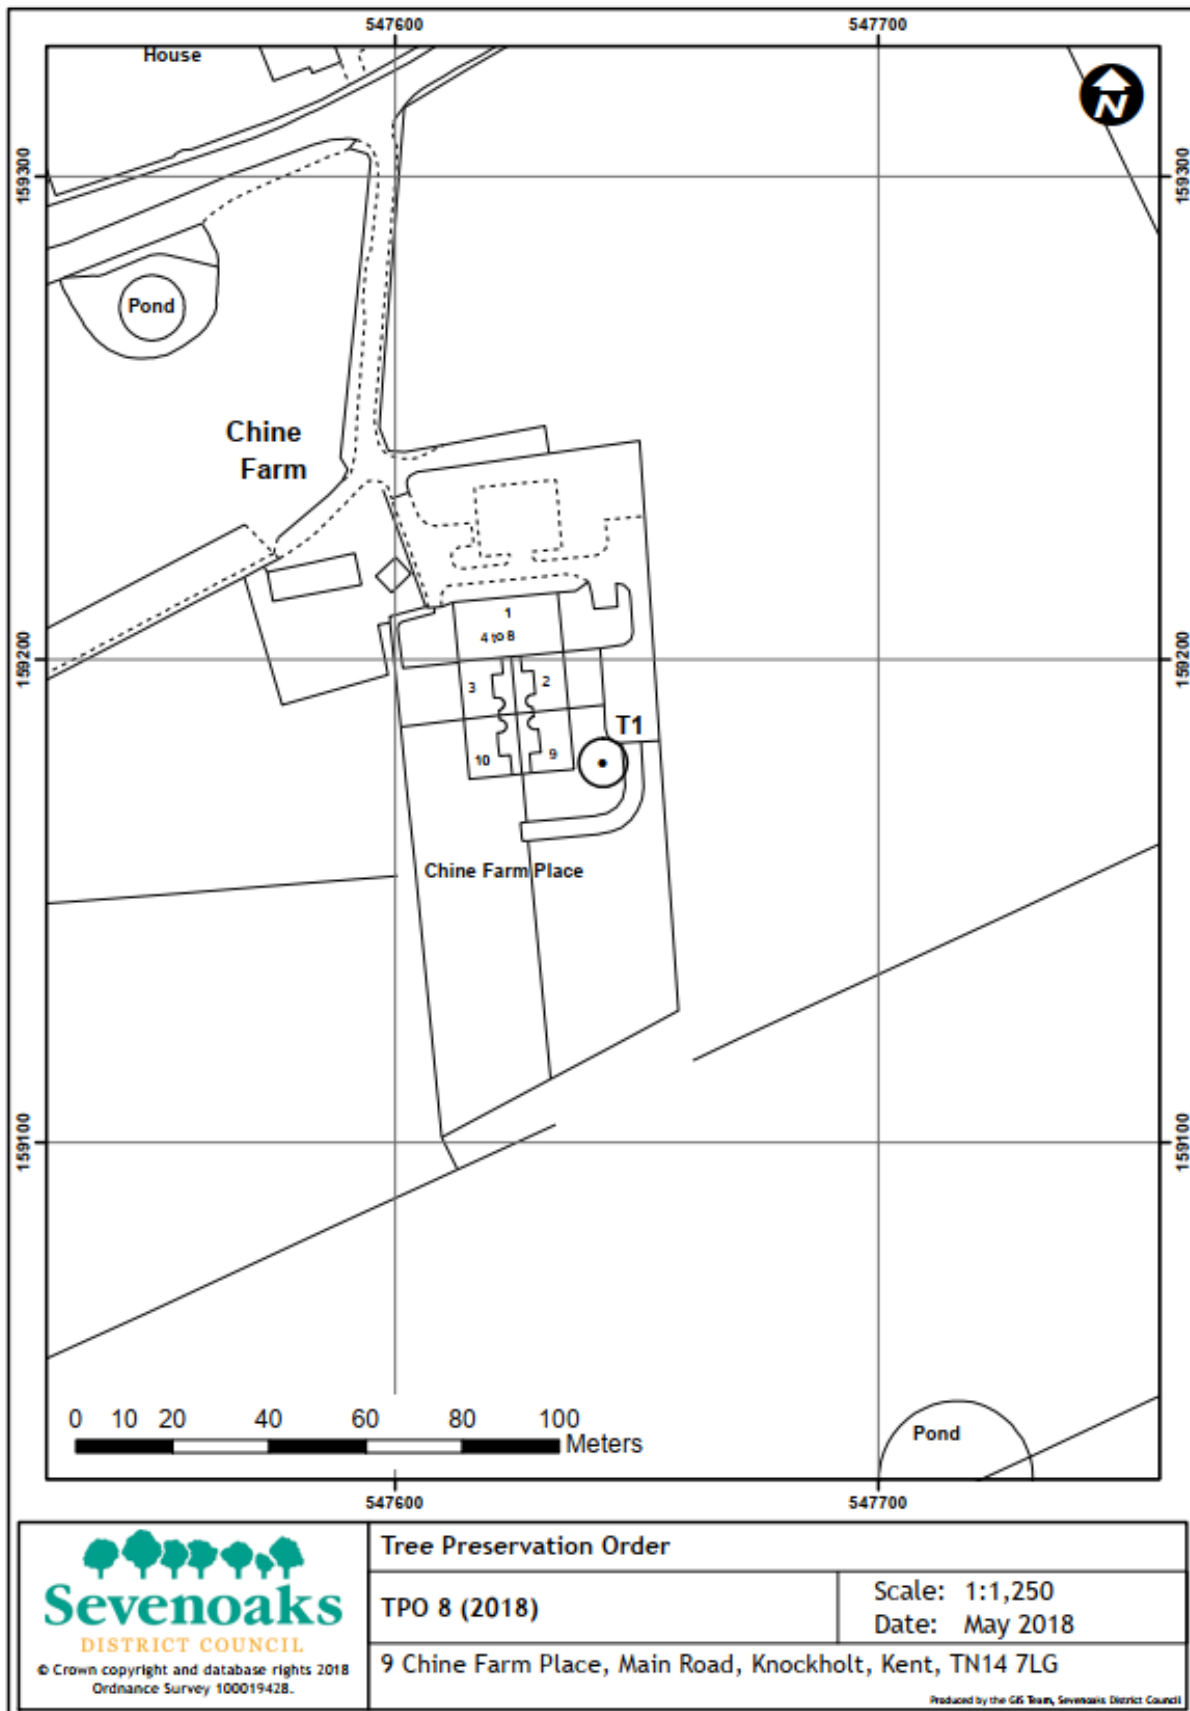 547600
547700
House
N
159300
159300
Pond
Chine
Farm
1
4 to 8
159200
159200
3
2
T1
10
9
Chine Farm Place
159100
159100
0 10 20 40 60 80 100
Meters
Pond
547600
547700
Sevenoaks
DISTRICT COUNCIL
© Crown copyright and database rights 2018
Ordnance Survey 100019428.
Tree Preservation Order
TPO 8 (2018)
Scale: 1:1,250
Date: May 2018
9 Chine Farm Place, Main Road, Knockholt, Kent, TN14 7LG
Produced by the GIS Team, Sevenoaks District Council